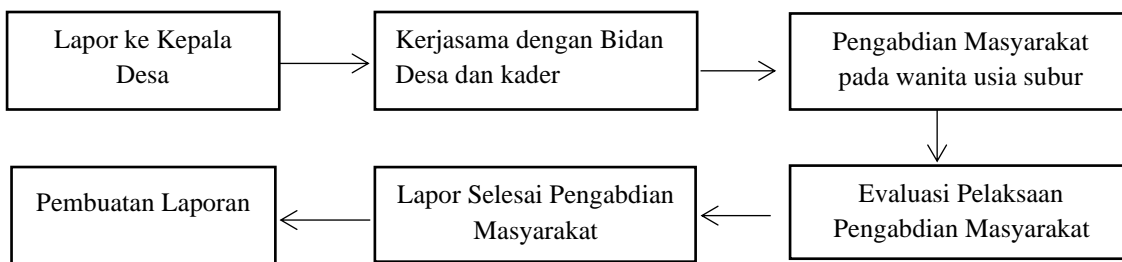 Lapor ke Kepala
Desa
Kerjasama dengan Bidan
Desa dan kader
Pengabdian Masyarakat
pada wanita usia subur
Evaluasi Pelaksaan
Pengabdian Masyarakat
Lapor Selesai Pengabdian
Masyarakat
Pembuatan Laporan